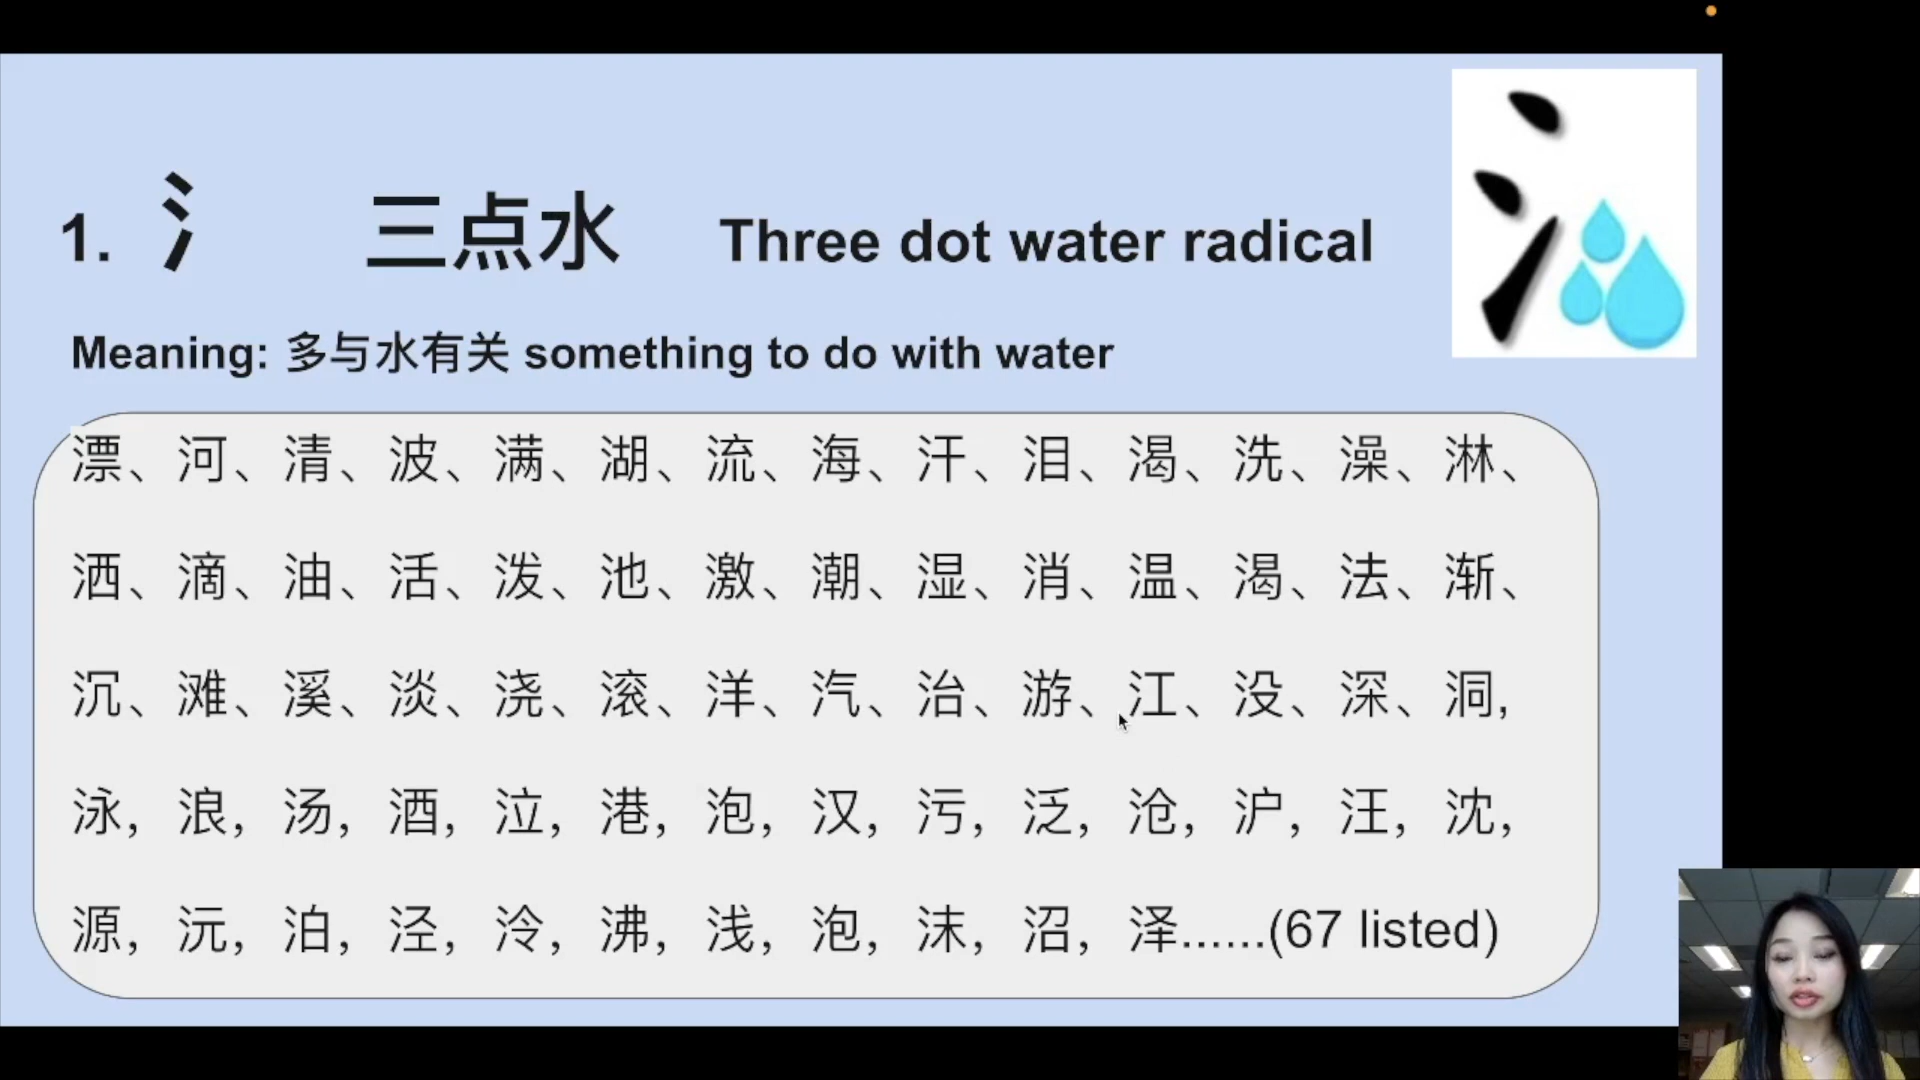 1. 氵 三点水 Three dot water radical
Meaning: 多与水有关 something to do with water
漂、河、清、波、满、湖、流、海、汗、泪、渴、洗、澡、淋、
洒、滴、油、活、泼、池、激、潮、湿、消、温、渴、法、渐、
沉、滩、溪、淡、浇、滚、洋、汽、治、游、江、没、深、洞,
泳, 浪, 汤, 酒, 泣, 港, 泡, 汉, 污, 泛, 沧, 沪, 汪, 沈,
源, 沅, 泊, 泾, 泠, 沸, 浅, 泡, 沫, 沼, 泽......(67 listed)